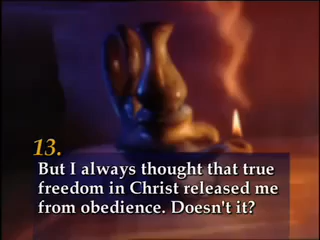 13.
But I always thought that true
freedom in Christ released me
from obedience. Doesn't it?